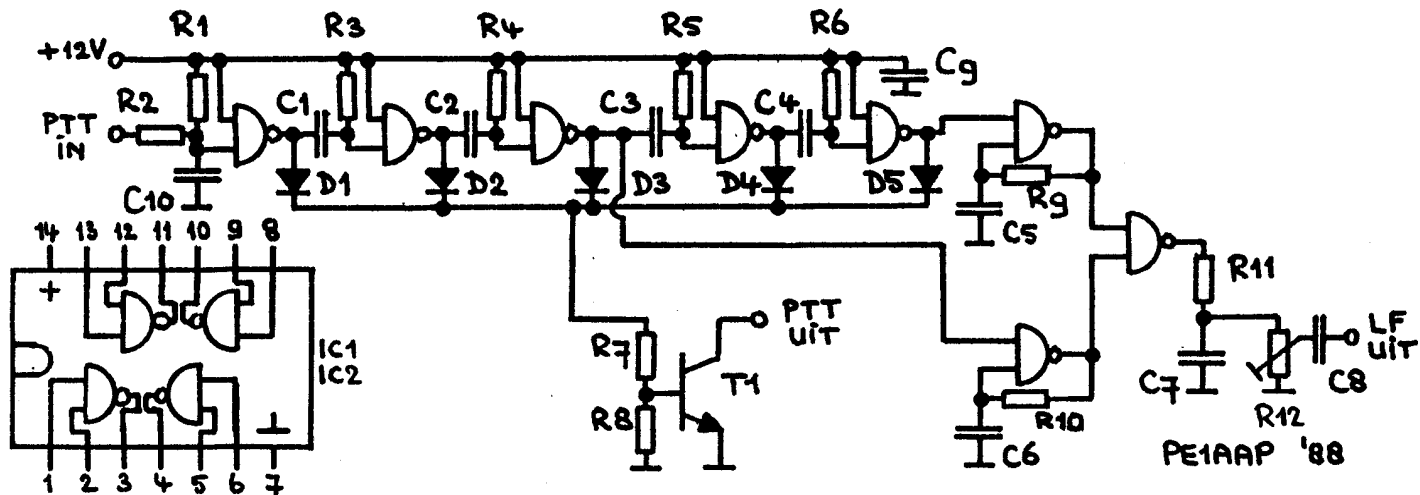 R1 R3 R4 R5 R6
+12V
C9
R2 C1 C2 C3 C4
PTT
iN
D1 D2 D3 D4 D5
R9
C10
C5
14 13 12 11 10 9 8
+
R11
PTT
UiT
LF
UiT
IC1
IC2
R7
T1
C7
C8
R8
R10
R12
C6
PE1AAP '88
1 2 3 4 5 6 7